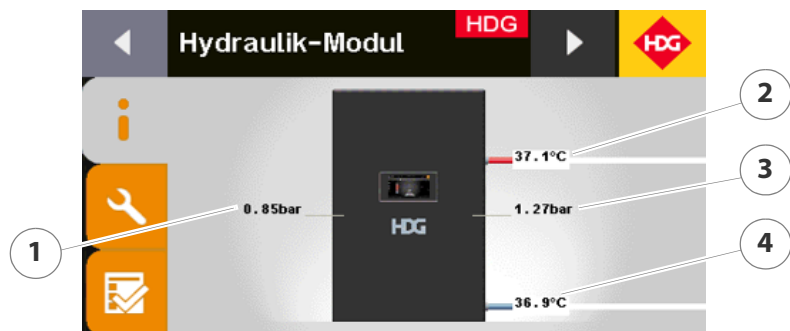 Hydraulik-Modul
HDG
HDG
2
37.1°C
3
0.85bar
1.27bar
HDG
1
4
36.9°C